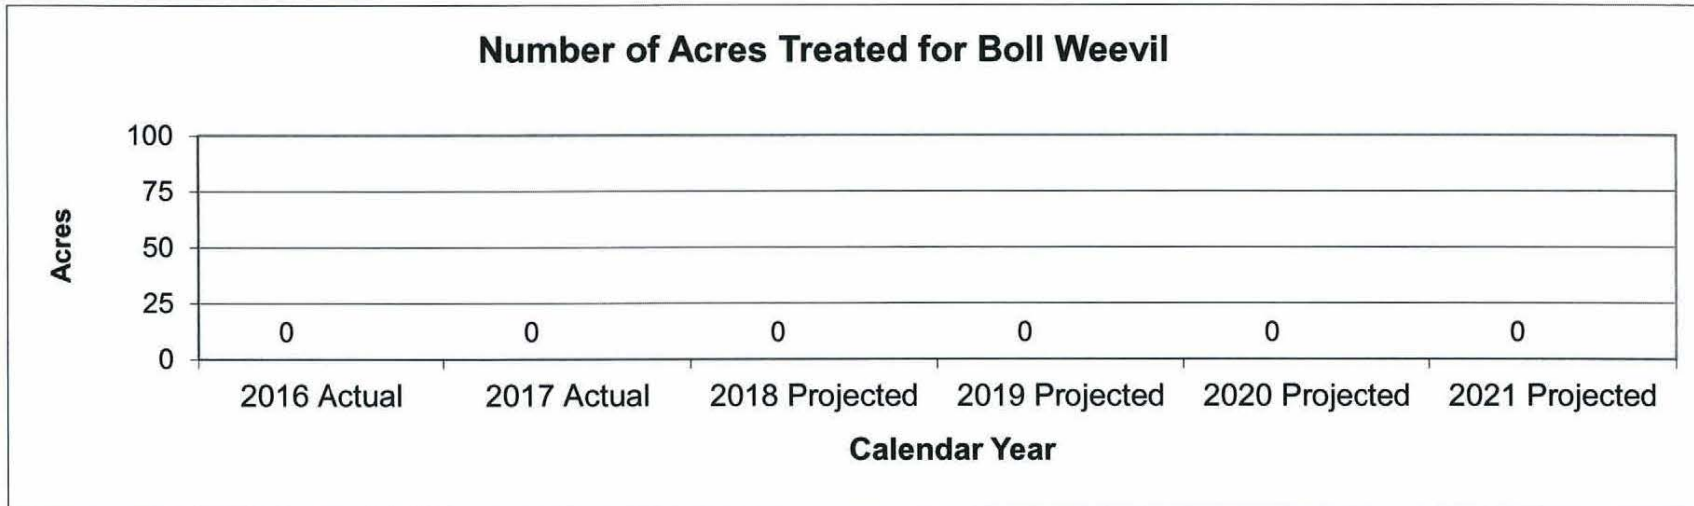 Number of Acres Treated for Boll Weevil
100
75
50
25
0
Acres
0 0 0 0 0 0
2016 Actual 2017 Actual 2018 Projected 2019 Projected 2020 Projected 2021 Projected
Calendar Year